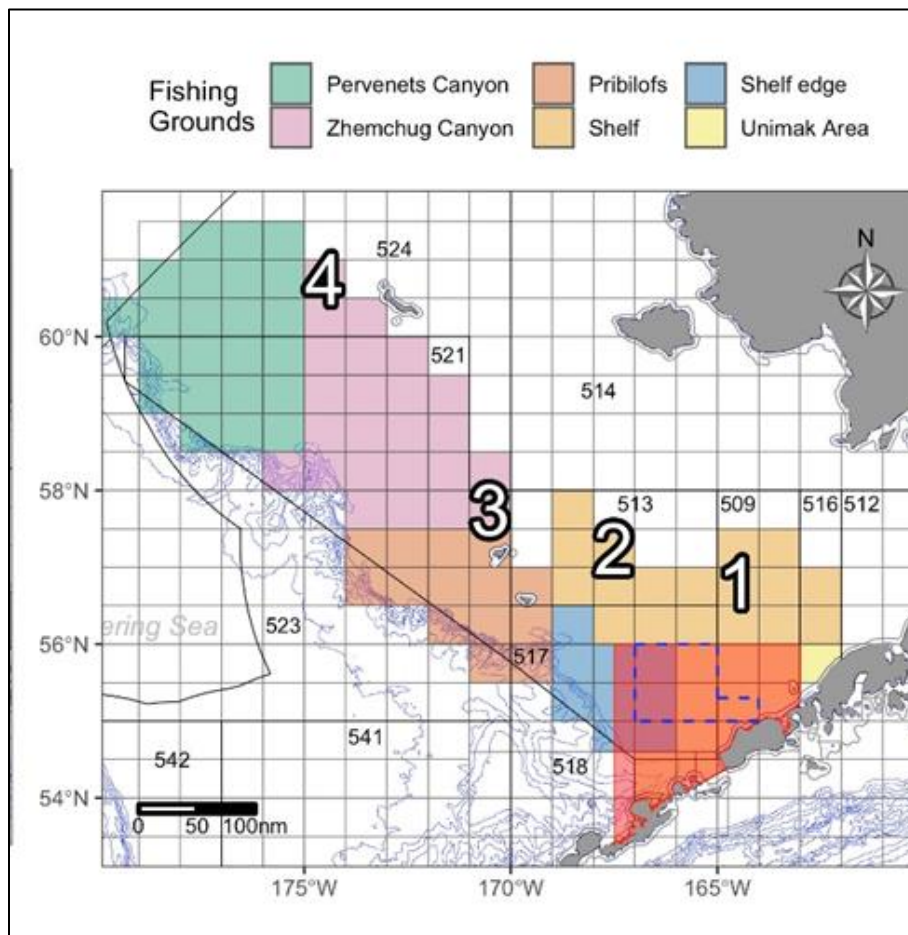 Fishing Grounds
Pervenets Canyon
Pribilofs
Shelf edge
Zhemchug Canyon
Shelf
Unimak Area
N
4
524
60°N
521
514
58°N
3
513
509
516
512
2
1
ering Sea
523
56°N
517
542
541
518
54°N
0 50 100nm
175°W
170°W
165°W